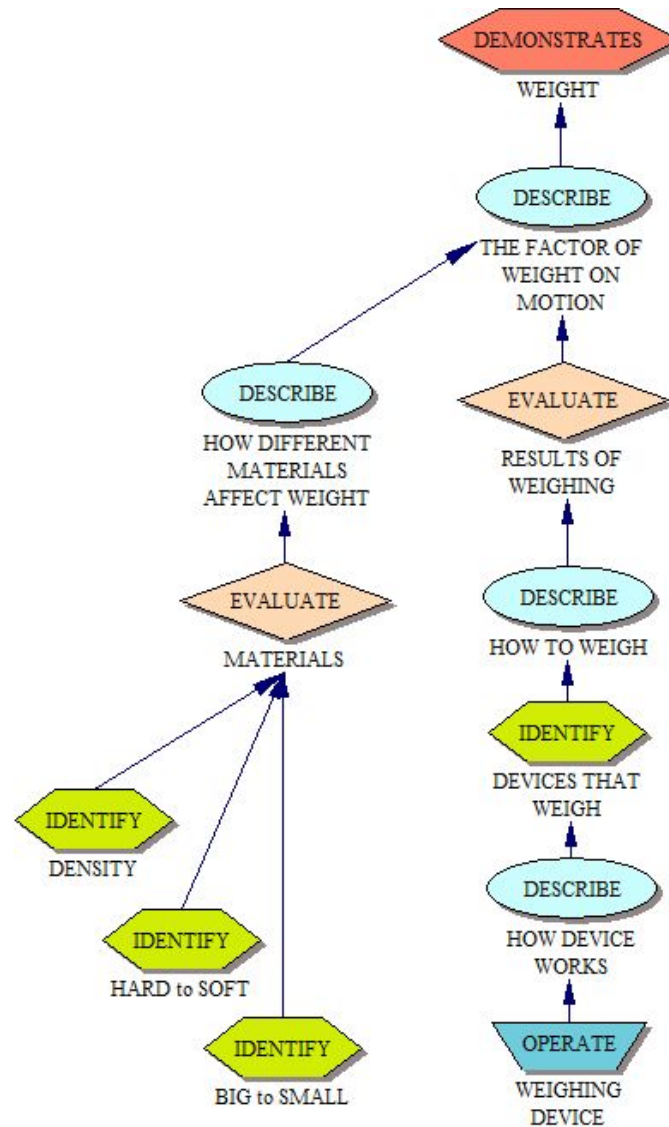 DEMONSTRATES
WEIGHT
DESCRIBE
THE FACTOR OF
WEIGHT ON
MOTION
DESCRIBE
HOW DIFFERENT
MATERIALS
AFFECT WEIGHT
EVALUATE
RESULTS OF
WEIGHING
EVALUATE
MATERIALS
DESCRIBE
HOW TO WEIGH
IDENTIFY
DEVICES THAT
WEIGH
IDENTIFY
DENSITY
DESCRIBE
HOW DEVICE
WORKS
IDENTIFY
HARD to SOFT
IDENTIFY
BIG to SMALL
OPERATE
WEIGHING
DEVICE